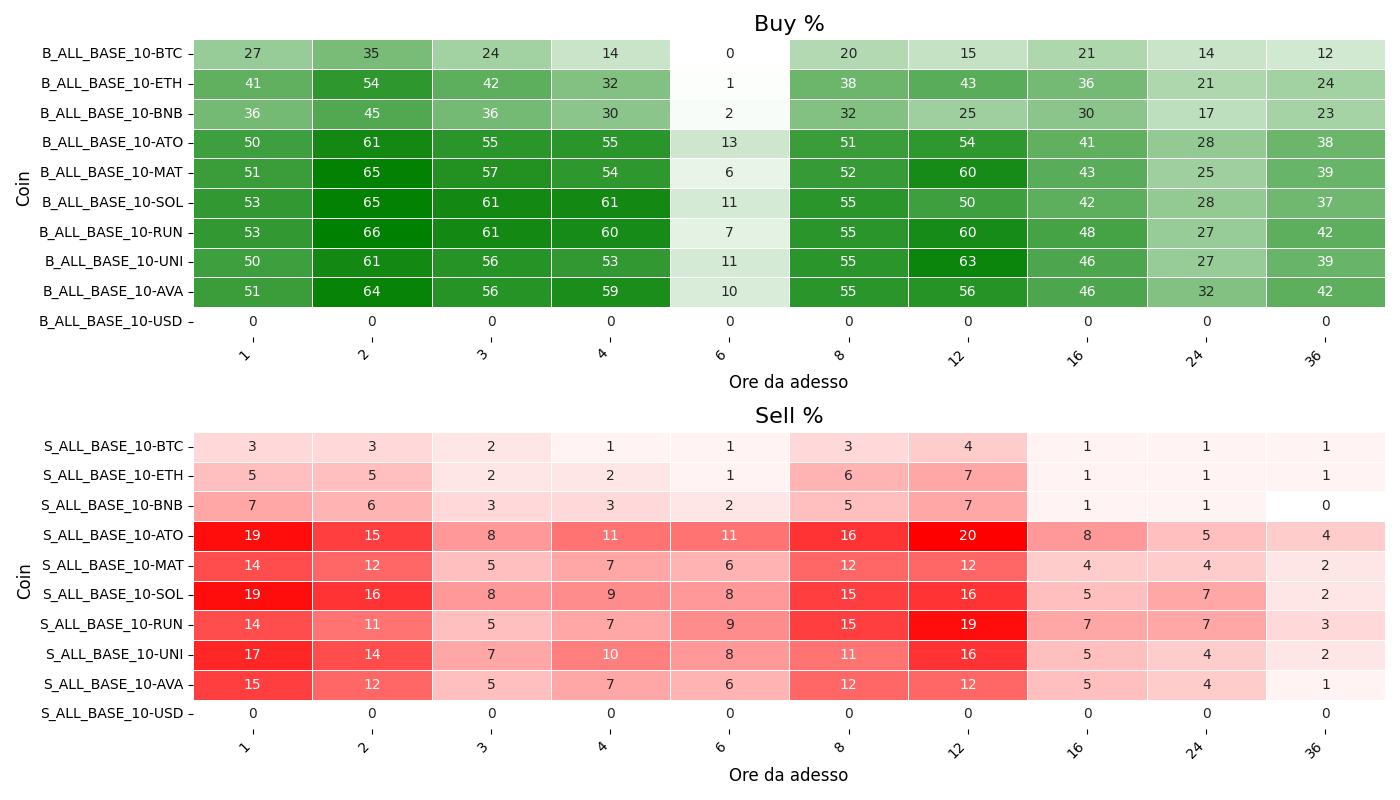 Buy %
Coin
B_ALL_BASE_10-BTC 27 35 24 14 0 20 15 21 14 12
B_ALL_BASE_10-ETH 41 54 42 32 1 38 43 36 21 24
B_ALL_BASE_10-BNB 36 45 36 30 2 32 25 30 17 23
B_ALL_BASE_10-ATO 50 61 55 55 13 51 54 41 28 38
B_ALL_BASE_10-MAT 51 65 57 54 6 52 60 43 25 39
B_ALL_BASE_10-SOL 53 65 61 61 11 55 50 42 28 37
B_ALL_BASE_10-RUN 53 66 61 60 7 55 60 48 27 42
B_ALL_BASE_10-UNI 50 61 56 53 11 55 63 46 27 39
B_ALL_BASE_10-AVA 51 64 56 59 10 55 56 46 32 42
B_ALL_BASE_10-USD 0 0 0 0 0 0 0 0 0 0
1 2 3 4 6 8 12 16 24 36
Ore da adesso
Sell %
Coin
S_ALL_BASE_10-BTC 3 3 2 1 1 3 4 1 1 1
S_ALL_BASE_10-ETH 5 5 2 2 1 6 7 1 1 1
S_ALL_BASE_10-BNB 7 6 3 3 2 5 7 1 1 0
S_ALL_BASE_10-ATO 19 15 8 11 11 16 20 8 5 4
S_ALL_BASE_10-MAT 14 12 5 7 6 12 12 4 4 2
S_ALL_BASE_10-SOL 19 16 8 9 8 15 16 5 7 2
S_ALL_BASE_10-RUN 14 11 5 7 9 15 19 7 7 3
S_ALL_BASE_10-UNI 17 14 7 10 8 11 16 5 4 2
S_ALL_BASE_10-AVA 15 12 5 7 6 12 12 5 4 1
S_ALL_BASE_10-USD 0 0 0 0 0 0 0 0 0 0
1 2 3 4 6 8 12 16 24 36
Ore da adesso